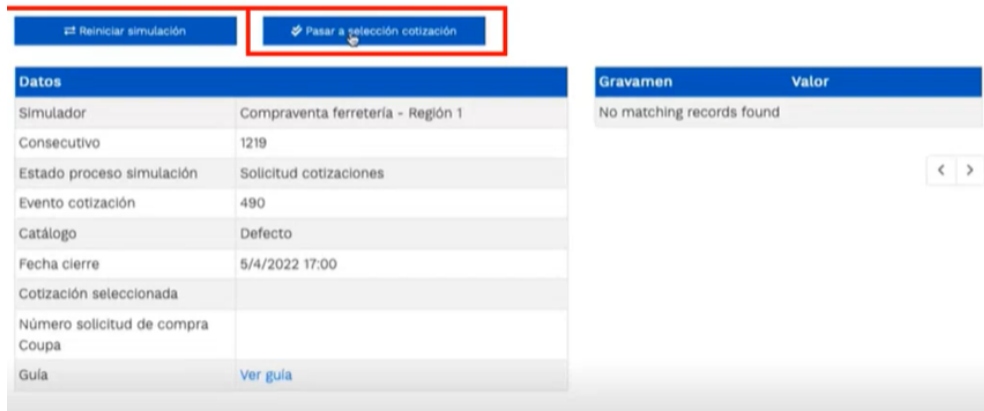 Reiniciar simulación
Pasar a selección cotización
Datos
Simulador Compraventa ferretería - Región 1
Consecutivo 1219
Estado proceso simulación Solicitud cotizaciones
Evento cotización 490
Catálogo Defecto
Fecha cierre 5/4/2022 17:00
Cotización seleccionada
Número solicitud de compra
Coupa
Guía Ver guía
Gravamen Valor
No matching records found